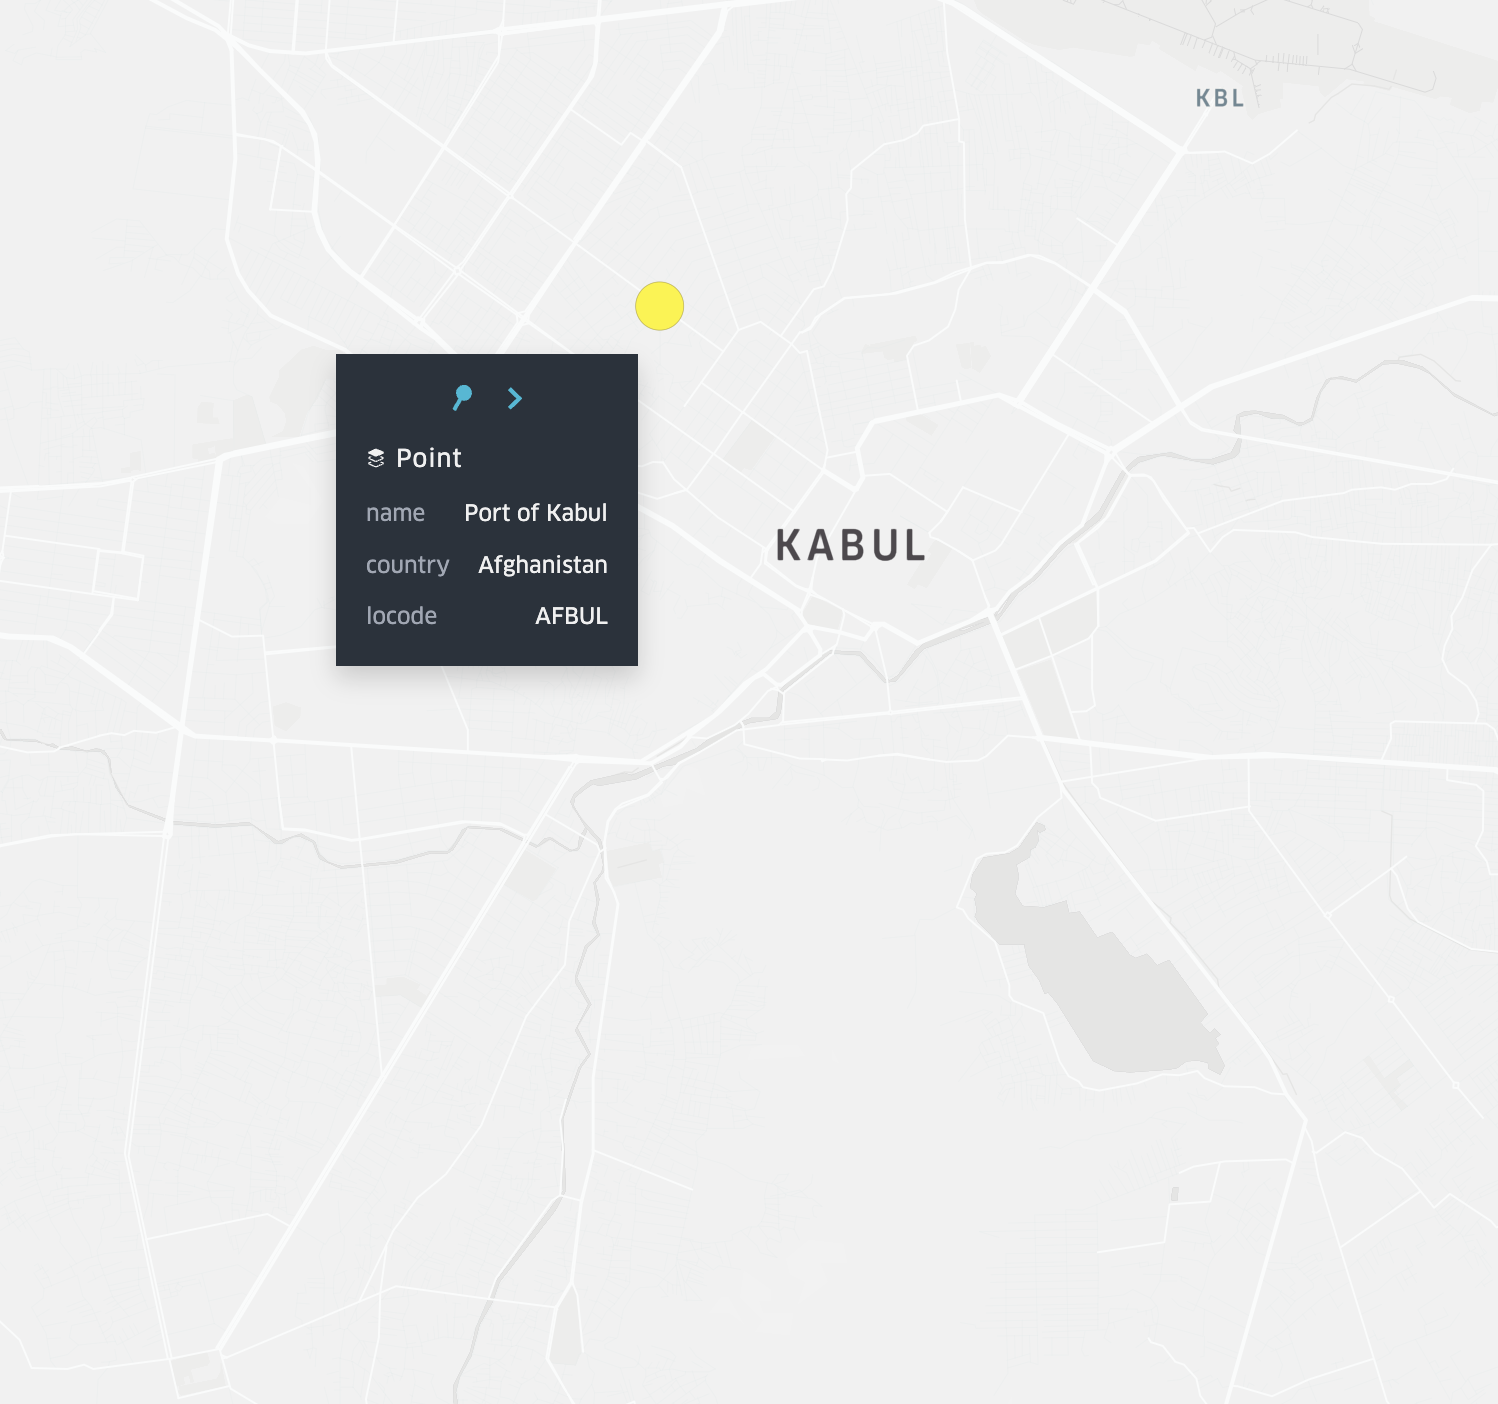 KBL
Point
name Port of Kabul
country Afghanistan
locode AFBUL
KABUL